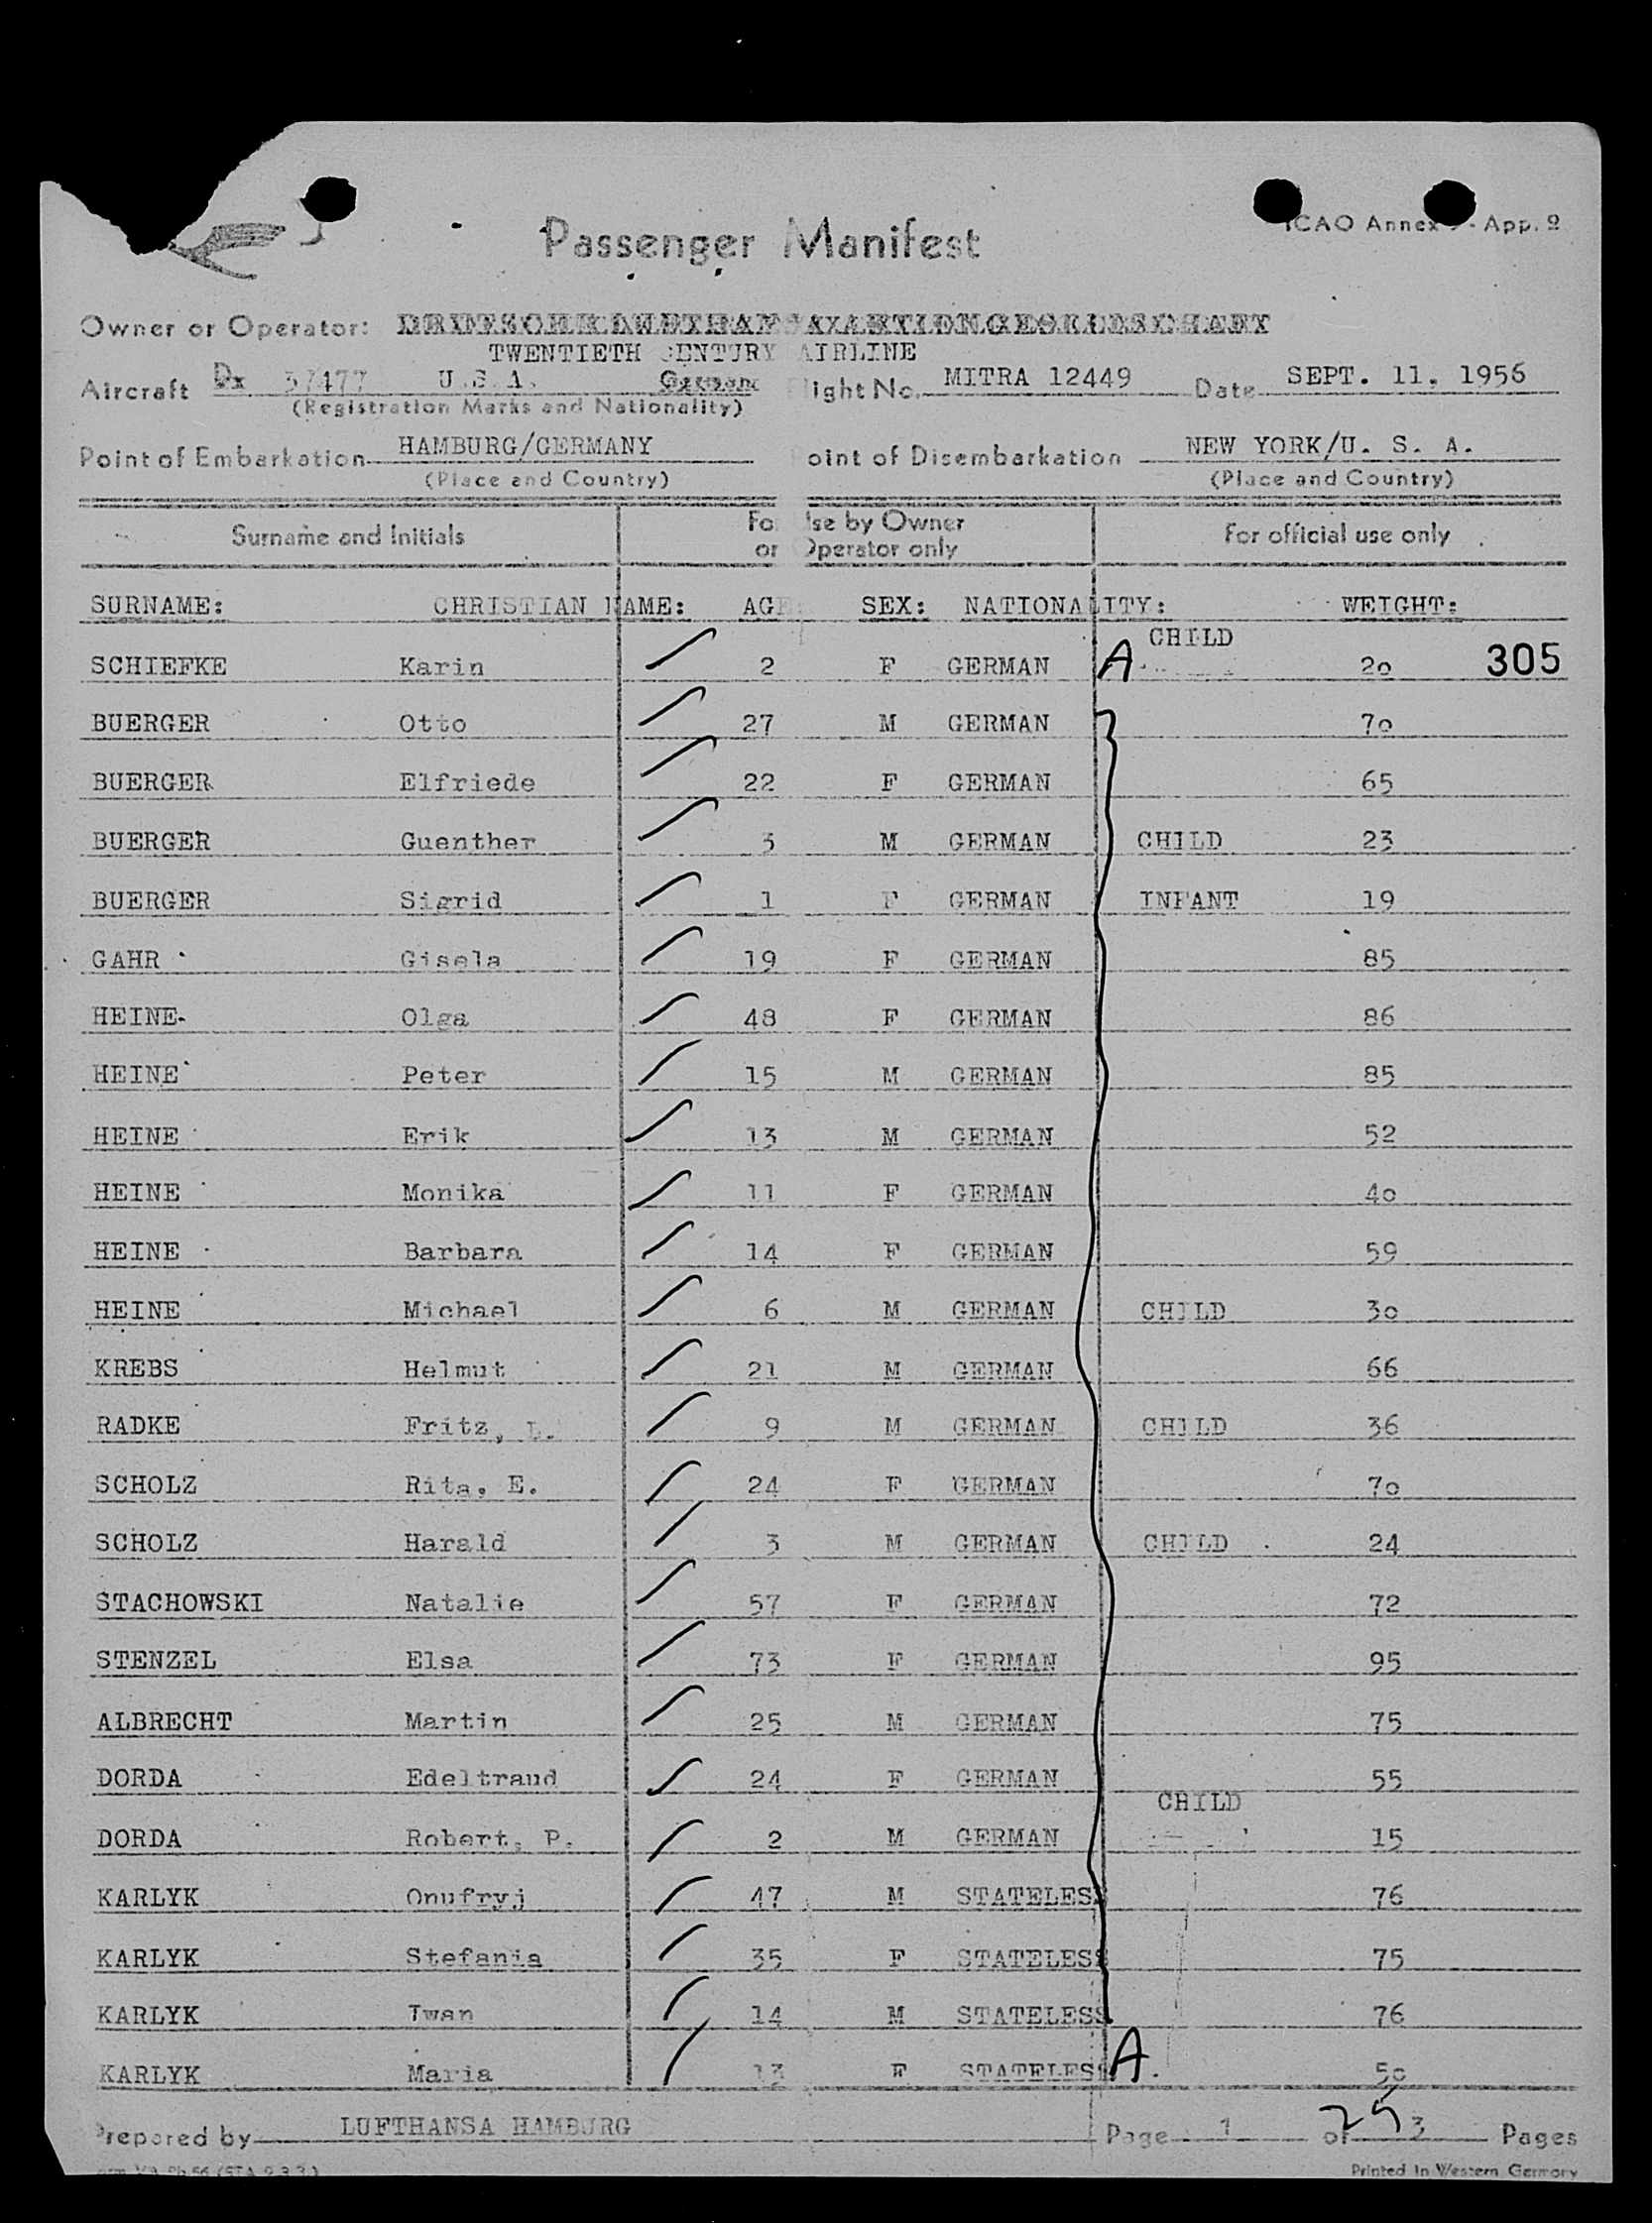 Passenger Manifest
ICAO Annex - App. 2
Owner or Operator:
TWENTIETH CENTURY AIRLINE
Aircraft 37477 U.S.A. Flight No. MITRA 12449 Date SEPT. 11, 1956
(Registration Marks and Nationality)
Point of Embarkation HAMBURG/GERMANY Point of Disembarkation NEW YORK/U. S. A.
(Place and Country) (Place and Country)
Surname and Initials For Use by Owner or Operator only For official use only
SURNAME: CHRISTIAN NAME: AGE: SEX: NATIONALITY: WEIGHT:
CHILD
SCHIEFKE Karin 2 F GERMAN A 20 305
BUERGER Otto 27 M GERMAN 70
BUERGER Elfriede 22 F GERMAN 65
BUERGER Guenther 3 M GERMAN CHILD 23
BUERGER Sigrid 1 F GERMAN INFANT 19
GAHR Gisela 19 F GERMAN 85
HEINE Olga 48 F GERMAN 86
HEINE Peter 15 M GERMAN 85
HEINE Erik 13 M GERMAN 52
HEINE Monika 11 F GERMAN 40
HEINE Barbara 14 F GERMAN 59
HEINE Michael 6 M GERMAN CHILD 30
KREBS Helmut 21 M GERMAN 66
RADKE Fritz, 9 M GERMAN CHILD 36
SCHOLZ Rita, E. 24 F GERMAN 70
SCHOLZ Harald 3 M GERMAN CHILD 24
STACHOWSKI Natalie 57 F GERMAN 72
STENZEL Elsa 73 F GERMAN 95
ALBRECHT Martin 25 M GERMAN 75
DORDA Edeltraud 24 F GERMAN 55
CHILD
DORDA Robert, P. 2 M GERMAN 15
KARLYK Onufryj 47 M STATELESS 76
KARLYK Stefania 35 F STATELESS 75
KARLYK Iwan 14 M STATELESS 76
KARLYK Maria 13 F STATELESS A. 50
25
Prepared by LUFTHANSA HAMBURG Page 1 of 3 Pages
Printed in Western Germany